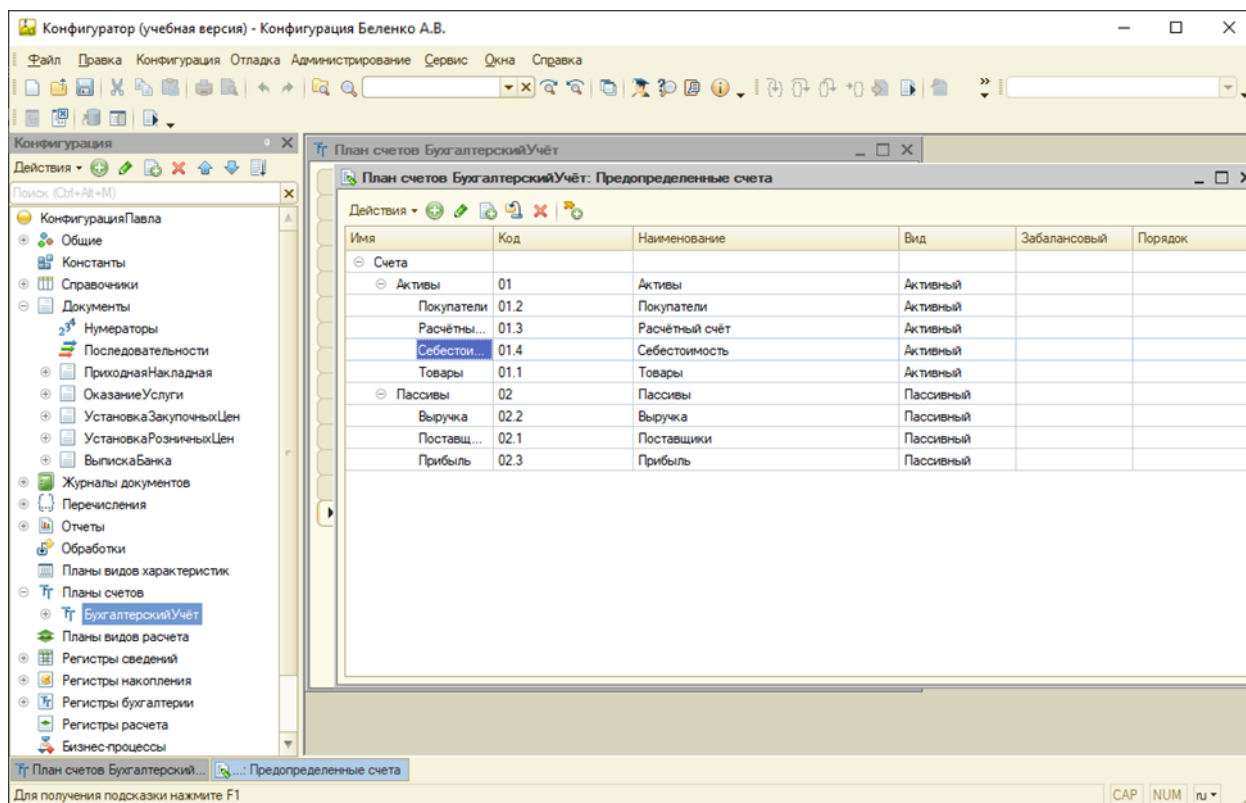 Конфигуратор (учебная версия) - Конфигурация Беленко А.В.
Файл Правка Конфигурация Отладка Администрирование Сервис Окна Справка
Конфигурация
Действия
Поиск (Ctrl+Alt+M)
КонфигурацияПавла
Общие
Константы
Справочники
Документы
Нумераторы
Последовательности
ПриходнаяНакладная
ОказаниеУслуги
УстановкаЗакупочныхЦен
УстановкаРозничныхЦен
ВыпискаБанка
Журналы документов
Перечисления
Отчеты
Обработки
Планы видов характеристик
Планы счетов
БухгалтерскийУчёт
Планы видов расчета
Регистры сведений
Регистры накопления
Регистры бухгалтерии
Регистры расчета
Бизнес-процессы
План счетов БухгалтерскийУчёт
План счетов БухгалтерскийУчёт: Предопределенные счета
Действия
Имя Код Наименование Вид Забалансовый Порядок
Счета
Активы 01 Активы Активный
Покупатели 01.2 Покупатели Активный
Расчётны... 01.3 Расчётный счёт Активный
Себестои... 01.4 Себестоимость Активный
Товары 01.1 Товары Активный
Пассивы 02 Пассивы Пассивный
Выручка 02.2 Выручка Пассивный
Поставщ... 02.1 Поставщики Пассивный
Прибыль 02.3 Прибыль Пассивный
План счетов Бухгалтерский... ...: Предопределенные счета
Для получения подсказки нажмите F1 CAP NUM ru